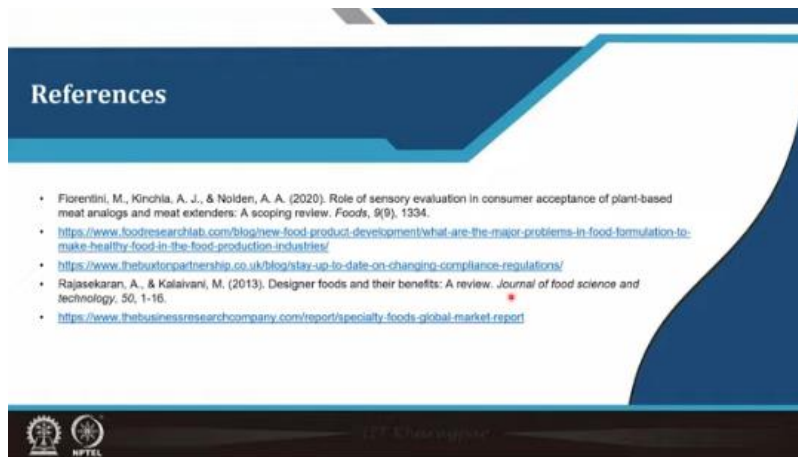 References
• Fiorentini, M., Kinchla, A. J., & Nolden, A. A. (2020). Role of sensory evaluation in consumer acceptance of plant-based
meat analogs and meat extenders: A scoping review. Foods, 9(9), 1334.
• https://www.foodresearchlab.com/blog/new-food-product-development/what-are-the-major-problems-in-food-formulation-to-
make-healthy-food-in-the-food-production-industries/
• https://www.thebuxtonpartnership.co.uk/blog/stay-up-to-date-on-changing-compliance-regulations/
• Rajasekaran, A., & Kalaivani, M. (2013). Designer foods and their benefits: A review. Journal of food science and
technology, 50, 1-16.
• https://www.thebusinessresearchcompany.com/report/specialty-foods-global-market-report
NPTEL
IIT Kharagpur